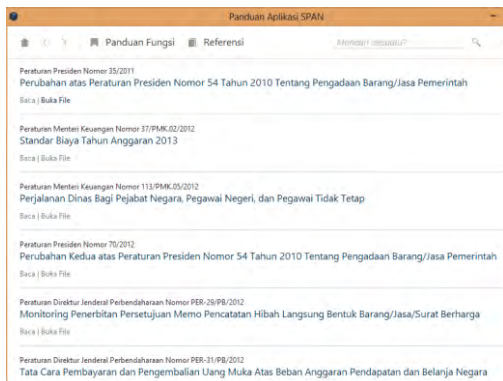 Panduan Aplikasi SPAN
Panduan Fungsi Referensi Mencari sesuatu?
Peraturan Presiden Nomor 35/2011
Perubahan atas Peraturan Presiden Nomor 54 Tahun 2010 Tentang Pengadaan Barang/Jasa Pemerintah
Baca | Buka File
Peraturan Menteri Keuangan Nomor 37/PMK.02/2012
Standar Biaya Tahun Anggaran 2013
Baca | Buka File
Peraturan Menteri Keuangan Nomor 113/PMK.05/2012
Perjalanan Dinas Bagi Pejabat Negara, Pegawai Negeri, dan Pegawai Tidak Tetap
Baca | Buka File
Peraturan Presiden Nomor 70/2012
Perubahan Kedua atas Peraturan Presiden Nomor 54 Tahun 2010 Tentang Pengadaan Barang/Jasa Pemerintah
Baca | Buka File
Peraturan Direktur Jenderal Perbendaharaan Nomor PER-29/PB/2012
Monitoring Penerbitan Persetujuan Memo Pencatatan Hibah Langsung Bentuk Barang/Jasa/Surat Berharga
Baca | Buka File
Peraturan Direktur Jenderal Perbendaharaan Nomor PER-31/PB/2012
Tata Cara Pembayaran dan Pengembalian Uang Muka Atas Beban Anggaran Pendapatan dan Belanja Negara